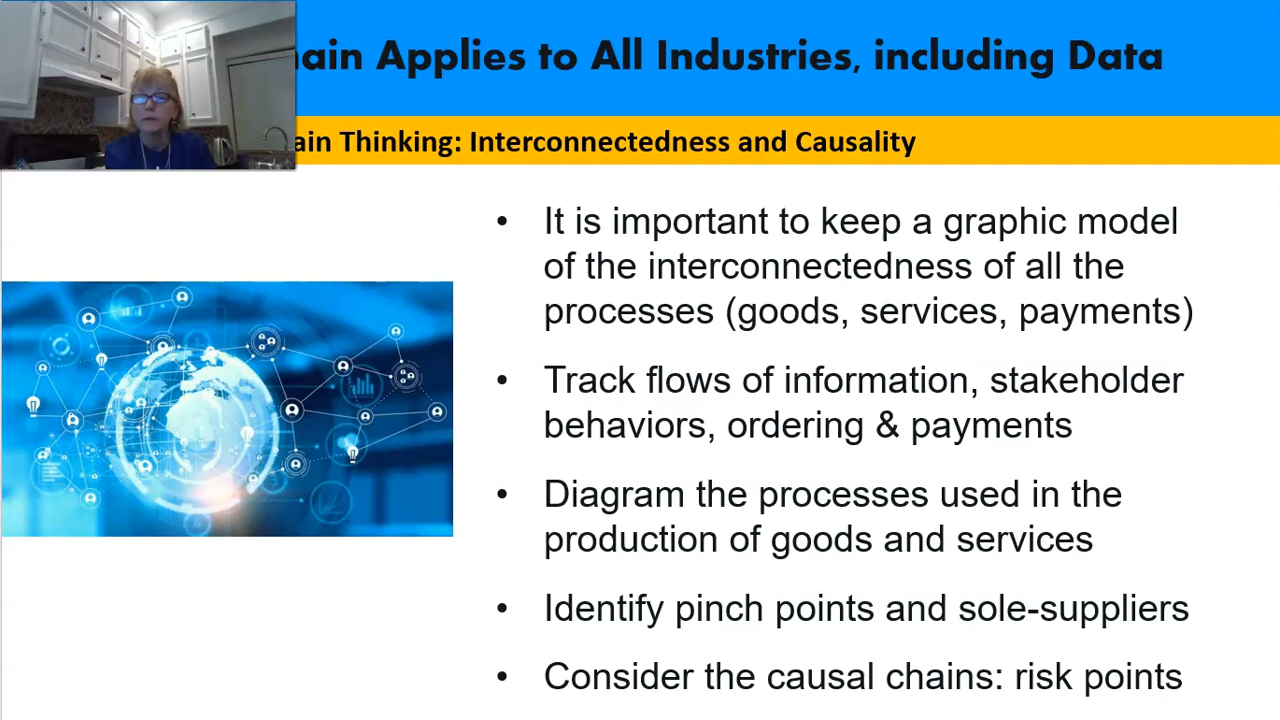 ain Applies to All Industries, including Data
ain Thinking: Interconnectedness and Causality
• It is important to keep a graphic model
of the interconnectedness of all the
processes (goods, services, payments)
• Track flows of information, stakeholder
behaviors, ordering & payments
• Diagram the processes used in the
production of goods and services
• Identify pinch points and sole-suppliers
• Consider the causal chains: risk points